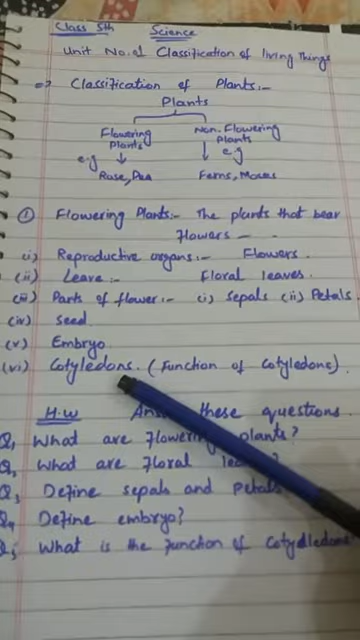 Class 5th Science
Unit No.01 Classification of living Things
=> Classification of Plants:-
Plants
Flowering Plants Non-Flowering Plants
e.g e.g
Rose, Pea Ferns, Moses
① Flowering Plants:- The plants that bear
flowers —
(i) Reproductive organs:- Flowers.
(ii) Leave:- Floral leaves.
(iii) Parts of flower:- (i) Sepals (ii) Petals
(iv) Seed.
(v) Embryo
(vi) Cotyledons. (Function of Cotyledons).
H.W these questions.
Q1 What are flowering plants?
Q2 What are floral
Q3 Define sepals and Petals
Q4 Define embryo?
Q5 What is the function of